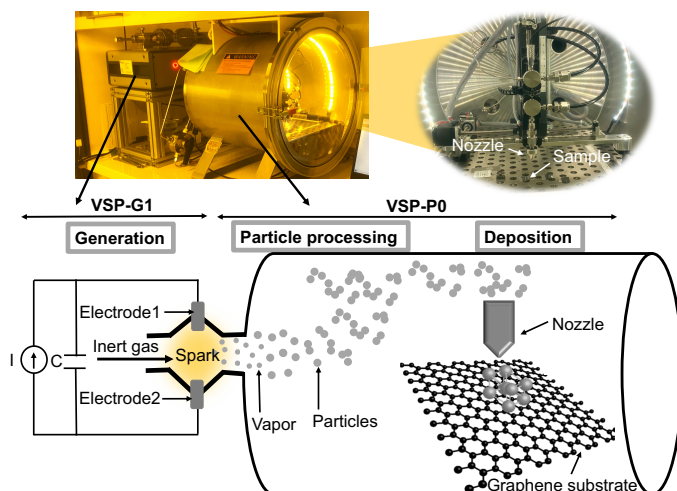 Nozzle
Sample
VSP-G1
VSP-P0
Generation
Particle processing
Deposition
Electrode1
Nozzle
I
C
Inert gas
Spark
Electrode2
Vapor
Particles
Graphene substrate